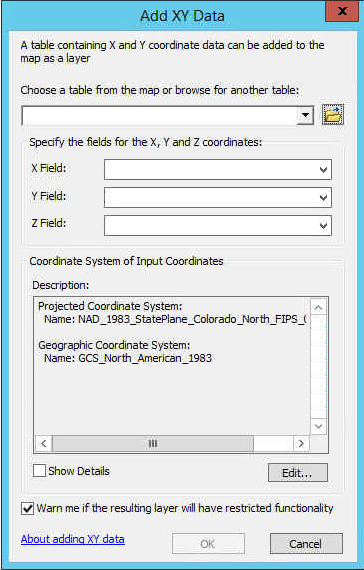 Add XY Data
x
A table containing X and Y coordinate data can be added to the
map as a layer
Choose a table from the map or browse for another table:
Specify the fields for the X, Y and Z coordinates:
X Field:
Y Field:
Z Field:
Coordinate System of Input Coordinates
Description:
Projected Coordinate System:
Name: NAD_1983_StatePlane_Colorado_North_FIPS_0
Geographic Coordinate System:
Name: GCS_North_American_1983
Show Details
Edit...
Warn me if the resulting layer will have restricted functionality
About adding XY data
OK
Cancel